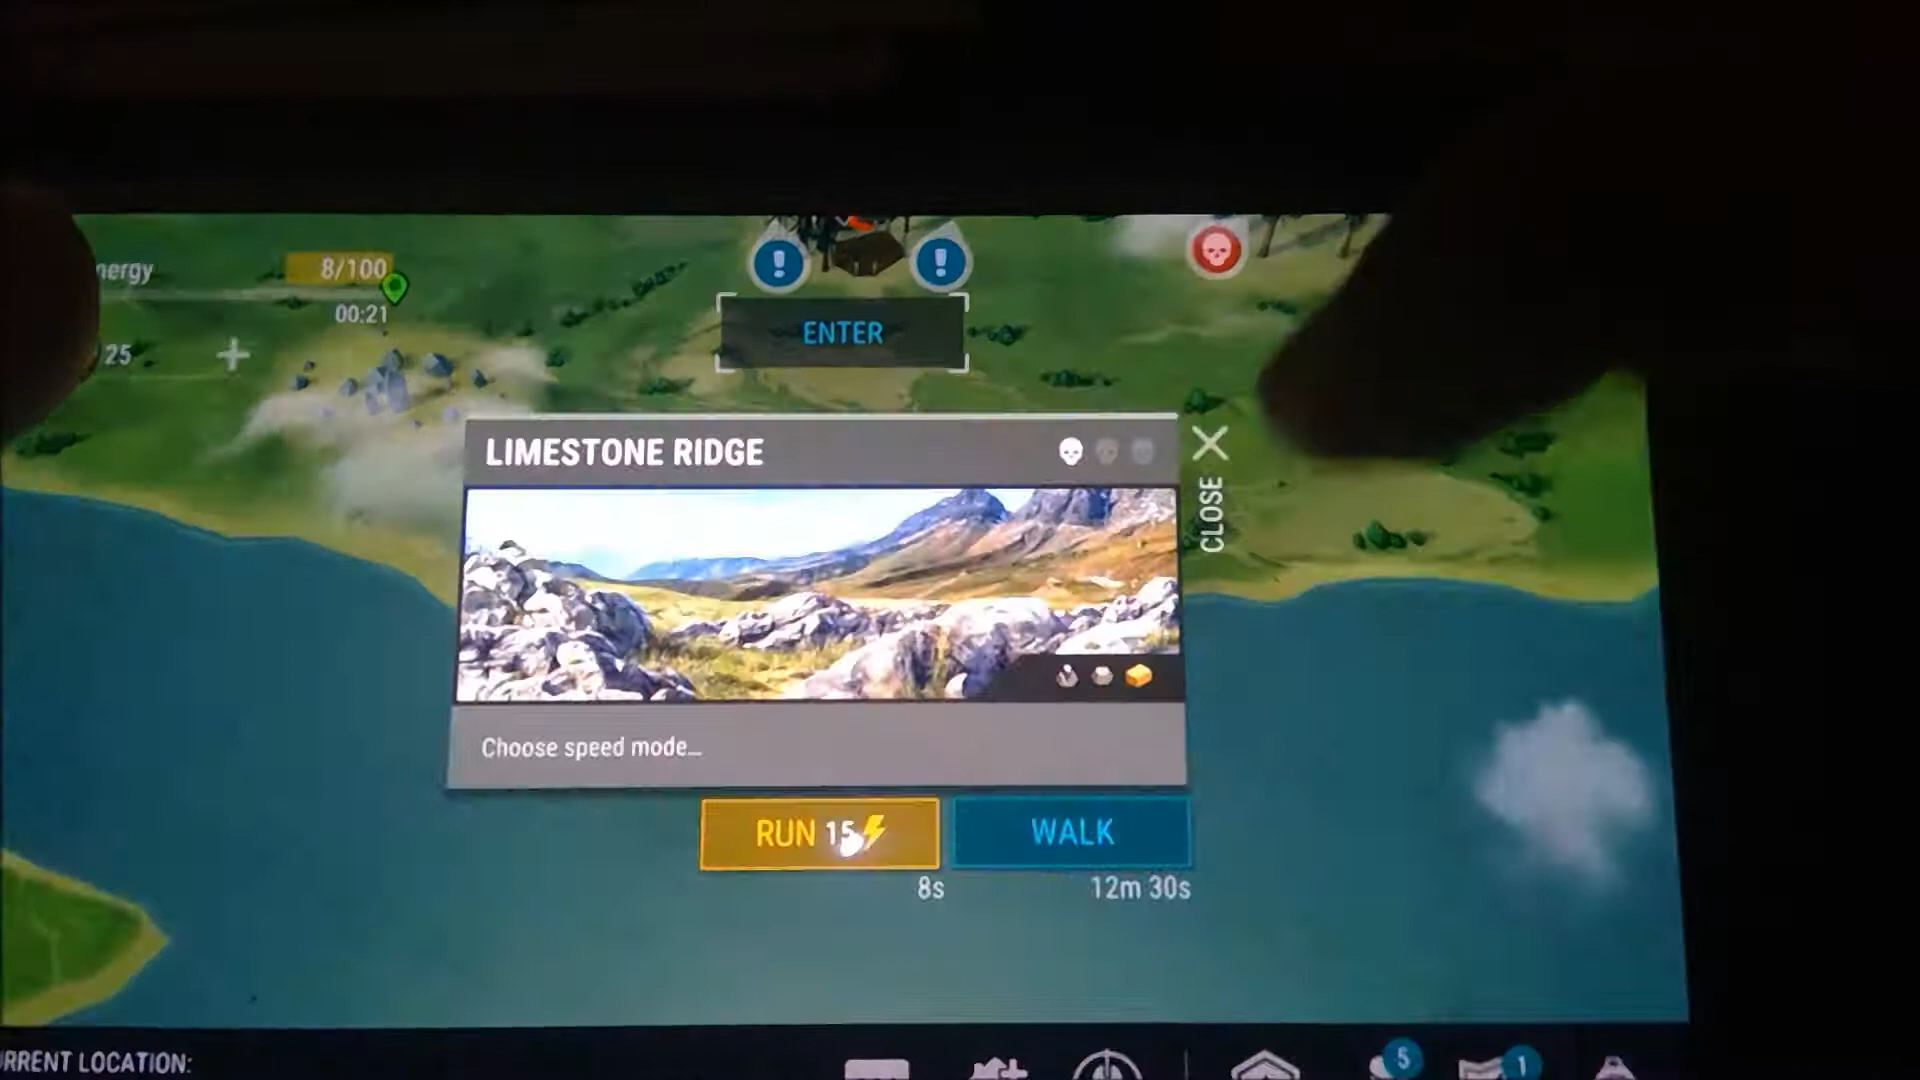 nergy 8/100
00:21
25
ENTER
LIMESTONE RIDGE
CLOSE
Choose speed mode...
RUN 15
WALK
8s
12m 30s
5
1
RRENT LOCATION: